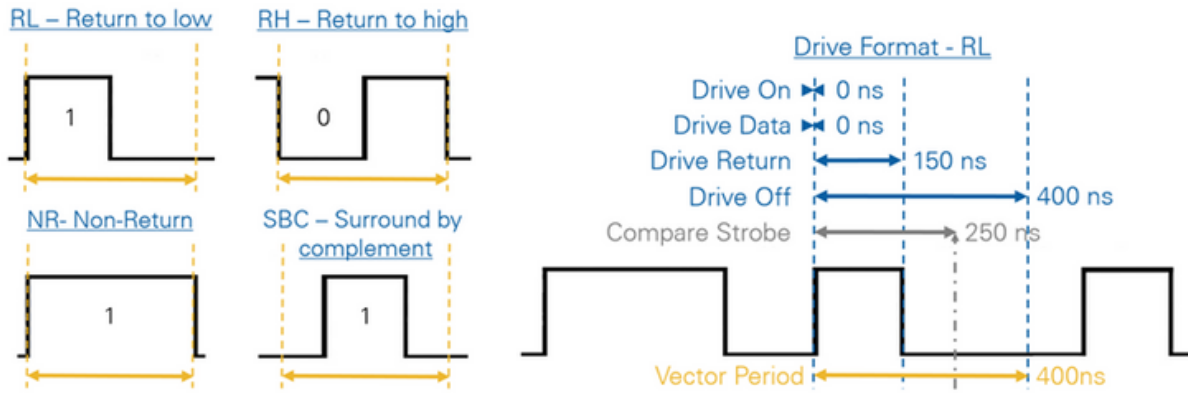 RL – Return to low
1
RH – Return to high
0
NR- Non-Return
1
SBC – Surround by
complement
1
Drive Format - RL
Drive On 0 ns
Drive Data 0 ns
Drive Return 150 ns
Drive Off 400 ns
Compare Strobe 250 ns
Vector Period 400ns